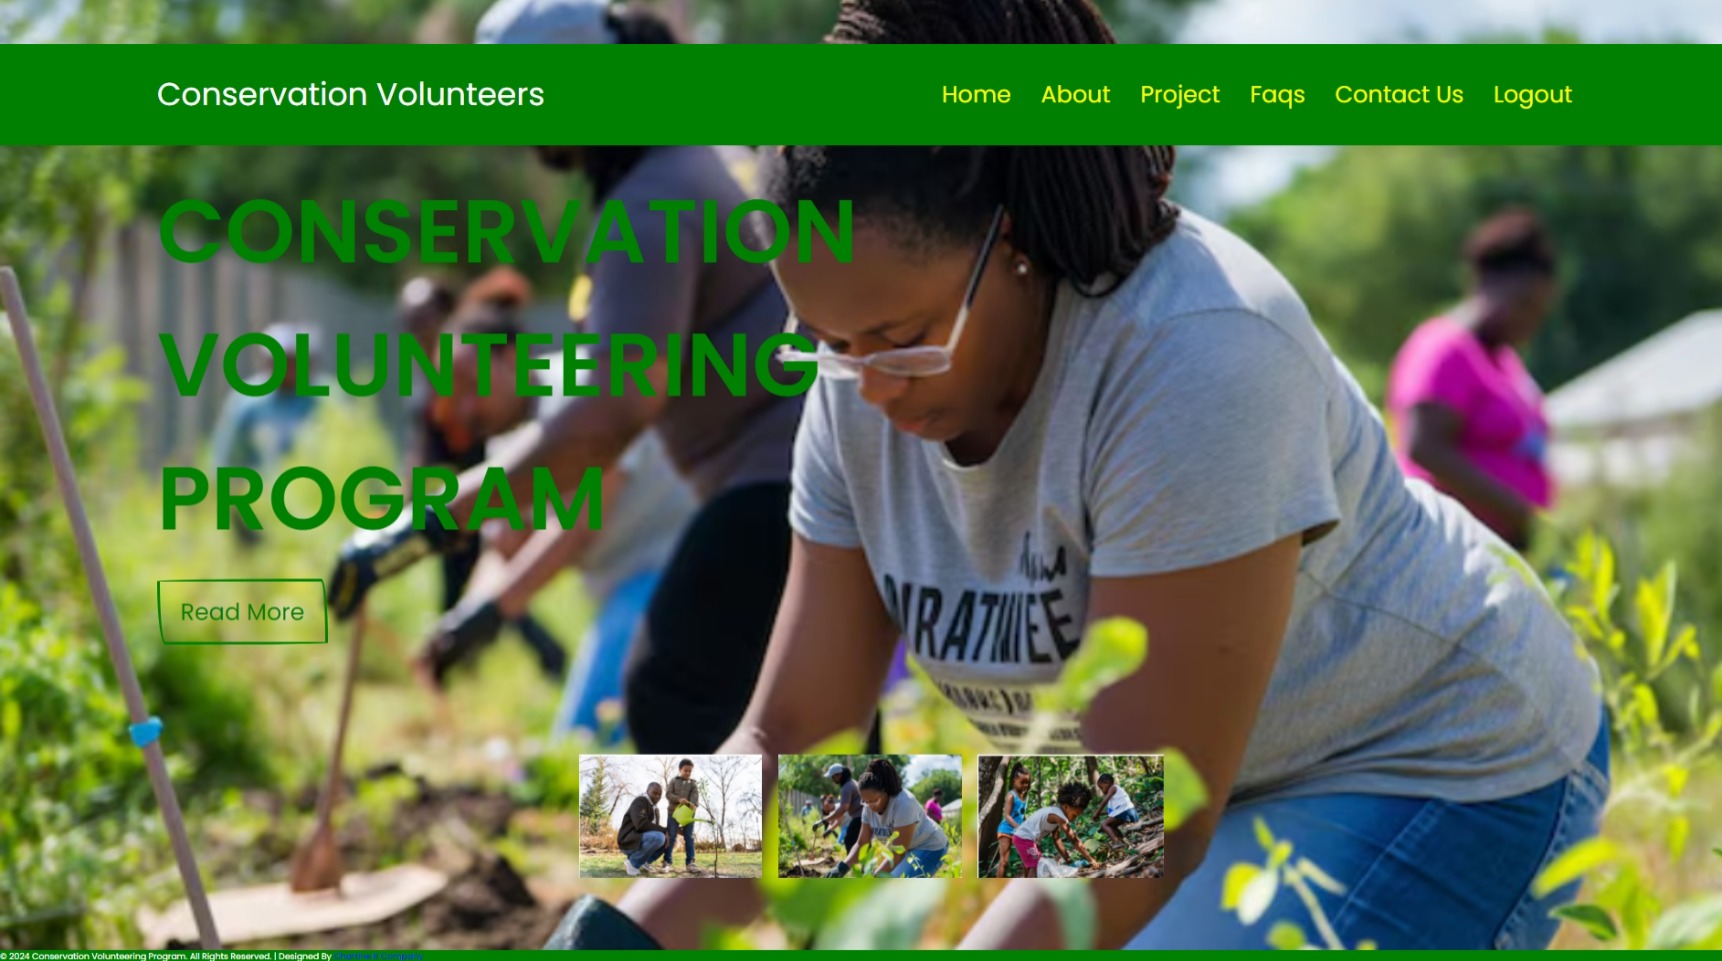 Conservation Volunteers
Home About Project Faqs Contact Us Logout
CONSERVATION
VOLUNTEERING
PROGRAM
Read More
© 2024 Conservation Volunteering Program. All Rights Reserved. | Designed By